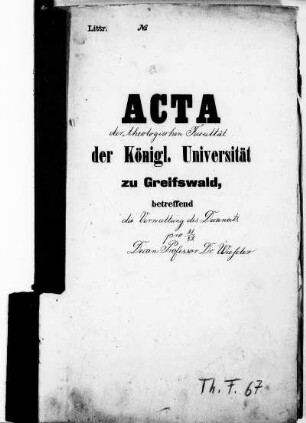 Littr. №
ACTA
der theologischen Facultät
der Königl. Universität
zu Greifswald,
betreffend
die Verwaltung des Decanats
pro
Decan Professor Dr. Wieseler
Th. F. 67